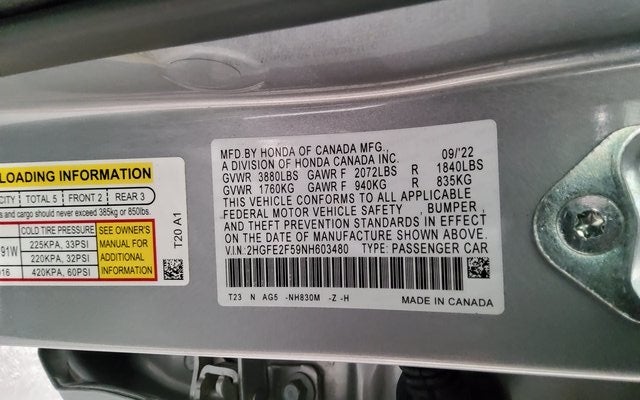 LOADING INFORMATION
CITY TOTAL 5 FRONT 2 REAR 3
s and cargo should never exceed 385kg or 850lbs.
COLD TIRE PRESSURE
91W 225KPA, 33PSI
220KPA, 32PSI
016 420KPA, 60PSI
SEE OWNER'S
MANUAL FOR
ADDITIONAL
INFORMATION
T20 A1
MFD.BY HONDA OF CANADA MFG., 09/'22
A DIVISION OF HONDA CANADA INC.
GVWR 3880LBS GAWR F 2072LBS R 1840LBS
GVWR 1760KG GAWR F 940KG R 835KG
THIS VEHICLE CONFORMS TO ALL APPLICABLE
FEDERAL MOTOR VEHICLE SAFETY , BUMPER ,
AND THEFT PREVENTION STANDARDS IN EFFECT
ON THE DATE OF MANUFACTURE SHOWN ABOVE.
V.I.N:2HGFE2F59NH603480 TYPE: PASSENGER CAR
T23 N AG5 -NH830M -Z -H
MADE IN CANADA